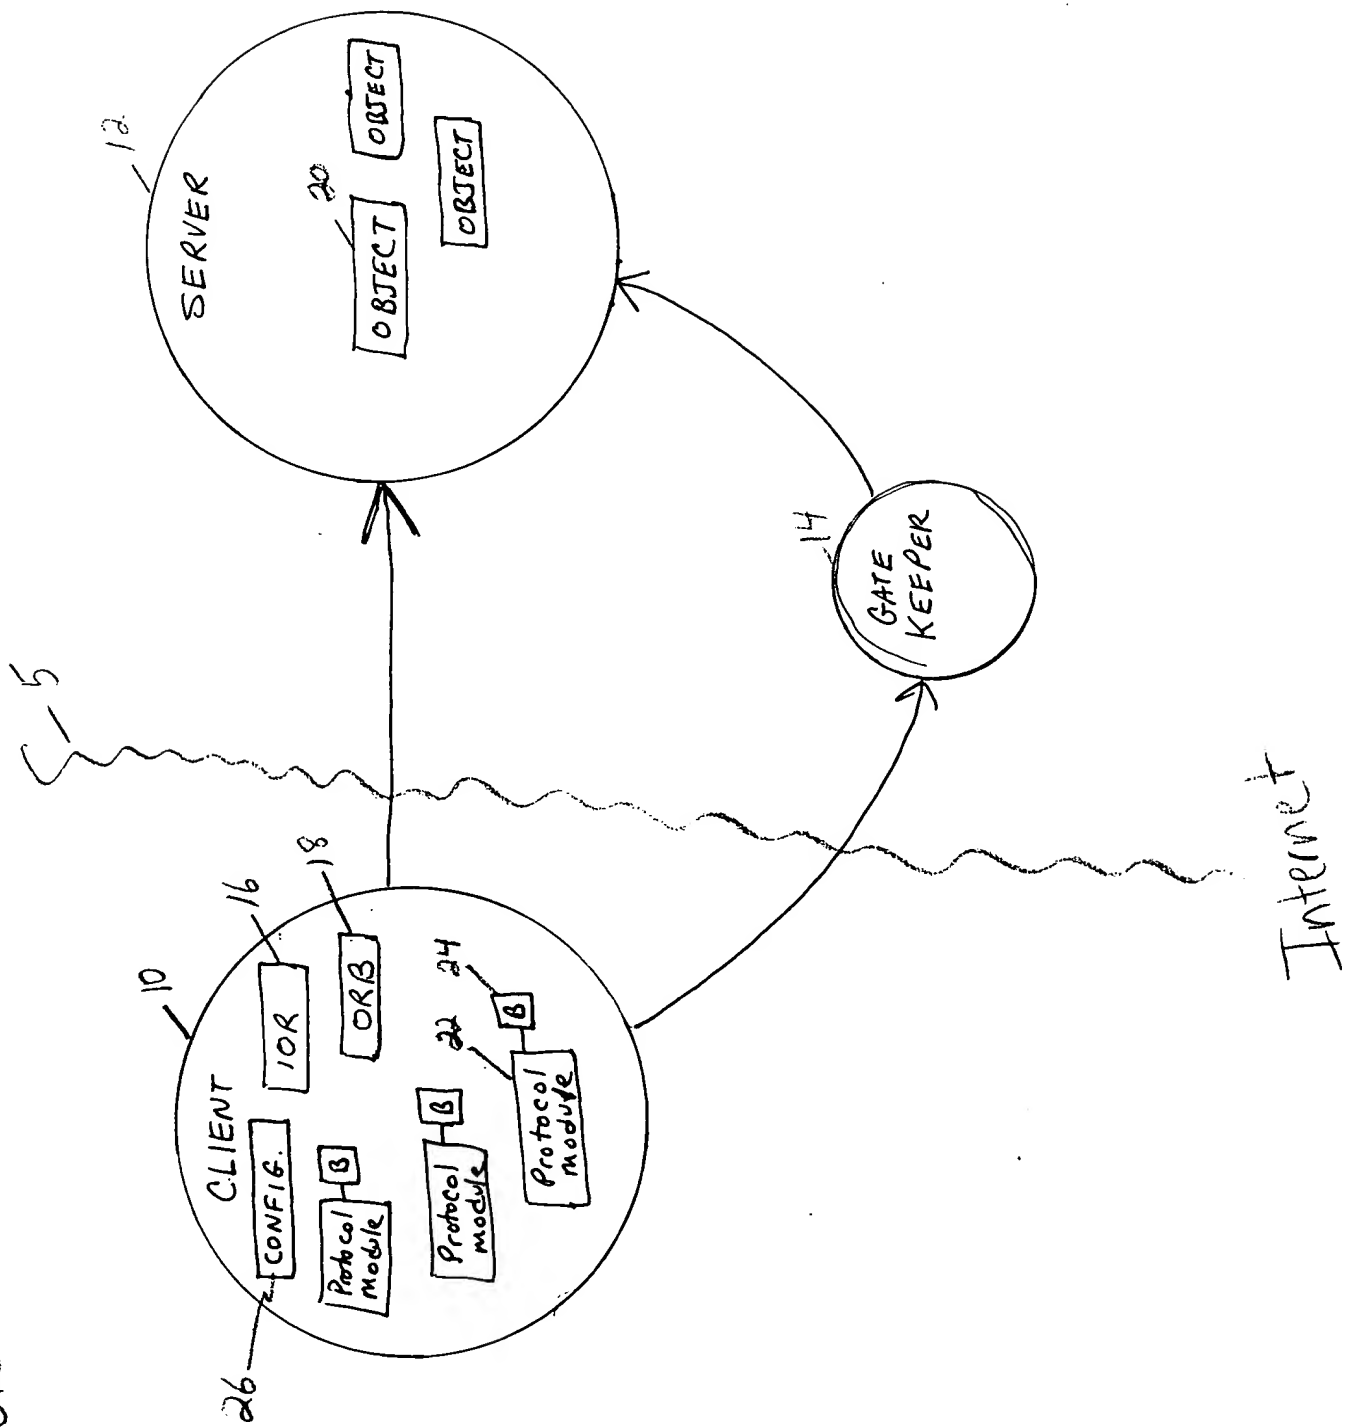 5
12
SERVER
20
OBJECT
OBJECT
OBJECT
10
CLIENT
16
IOR
18
ORB
26
CONFIG.
Protocol
module
B
Protocol
module
B
22
24
Protocol
module
B
14
GATE
KEEPER
Internet